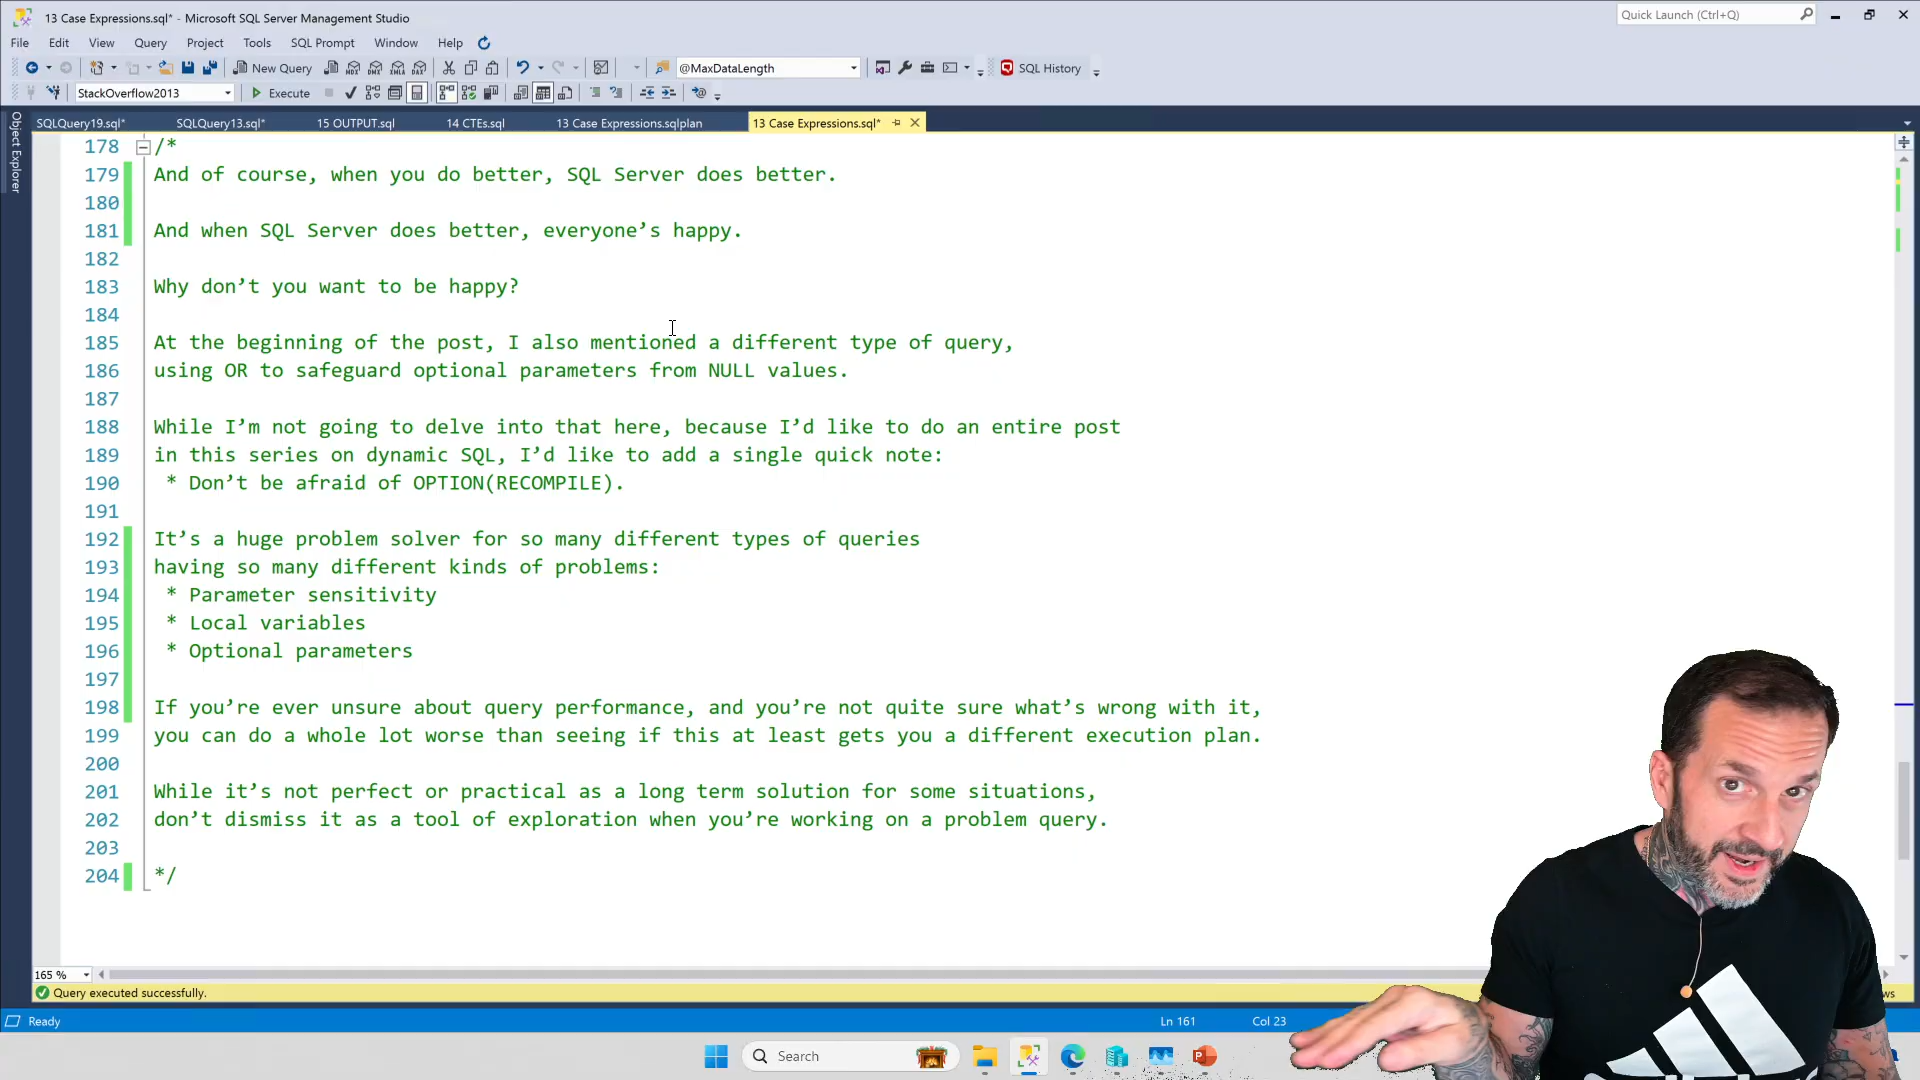 13 Case Expressions.sql* - Microsoft SQL Server Management Studio
Quick Launch (Ctrl+Q)
File Edit View Query Project Tools SQL Prompt Window Help
New Query
MDX DMX XMLA DAX
@MaxDataLength
SQL History
StackOverflow2013
Execute
SQLQuery19.sql* SQLQuery13.sql* 15 OUTPUT.sql 14 CTEs.sql 13 Case Expressions.sqlplan 13 Case Expressions.sql*
Object Explorer
178 /*
179 And of course, when you do better, SQL Server does better.
180
181 And when SQL Server does better, everyone’s happy.
182
183 Why don’t you want to be happy?
184
185 At the beginning of the post, I also mentioned a different type of query,
186 using OR to safeguard optional parameters from NULL values.
187
188 While I’m not going to delve into that here, because I’d like to do an entire post
189 in this series on dynamic SQL, I’d like to add a single quick note:
190 * Don’t be afraid of OPTION(RECOMPILE).
191
192 It’s a huge problem solver for so many different types of queries
193 having so many different kinds of problems:
194 * Parameter sensitivity
195 * Local variables
196 * Optional parameters
197
198 If you’re ever unsure about query performance, and you’re not quite sure what’s wrong with it,
199 you can do a whole lot worse than seeing if this at least gets you a different execution plan.
200
201 While it’s not perfect or practical as a long term solution for some situations,
202 don’t dismiss it as a tool of exploration when you’re working on a problem query.
203
204 */
165 %
Query executed successfully.
Ready Ln 161 Col 23
Search